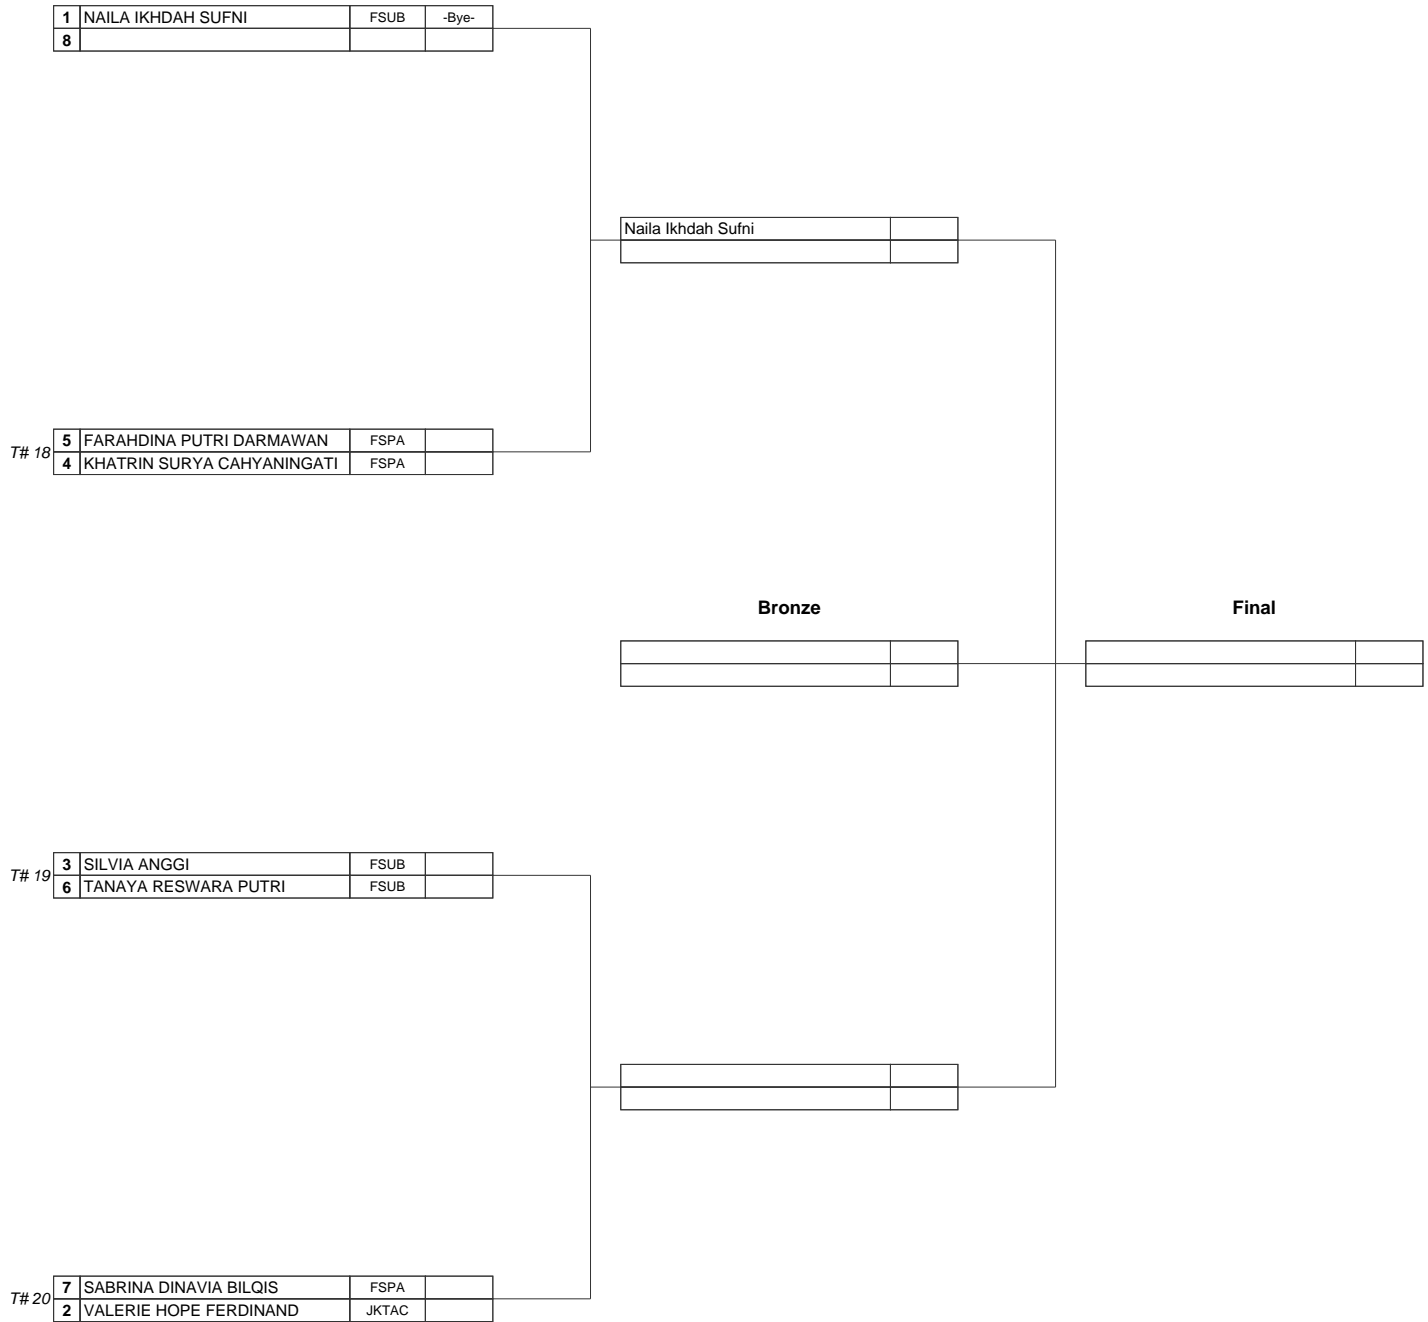 1 NAILA IKHDAH SUFNI FSUB -Bye-
8
Naila Ikhdah Sufni
T# 18
5 FARAHDINA PUTRI DARMAWAN FSPA
4 KHATRIN SURYA CAHYANINGATI FSPA
Bronze
Final
T# 19
3 SILVIA ANGGI FSUB
6 TANAYA RESWARA PUTRI FSUB
T# 20
7 SABRINA DINAVIA BILQIS FSPA
2 VALERIE HOPE FERDINAND JKTAC